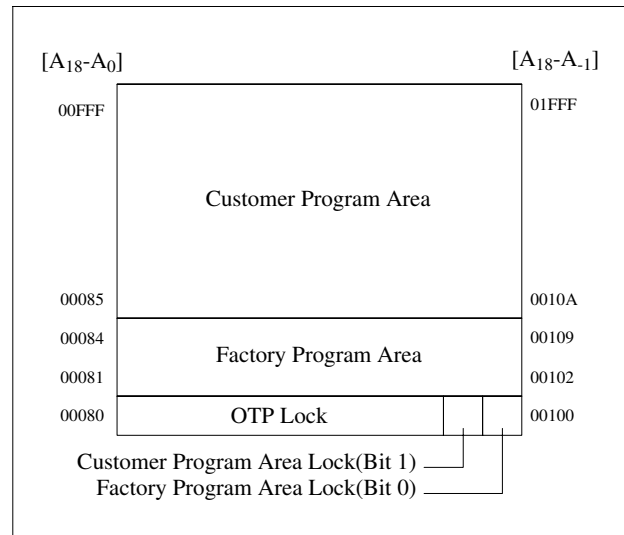 [A18-A0] [A18-A-1]
00FFF 01FFF
Customer Program Area
00085 0010A
00084 00109
Factory Program Area
00081 00102
00080 OTP Lock 00100
Customer Program Area Lock(Bit 1)
Factory Program Area Lock(Bit 0)